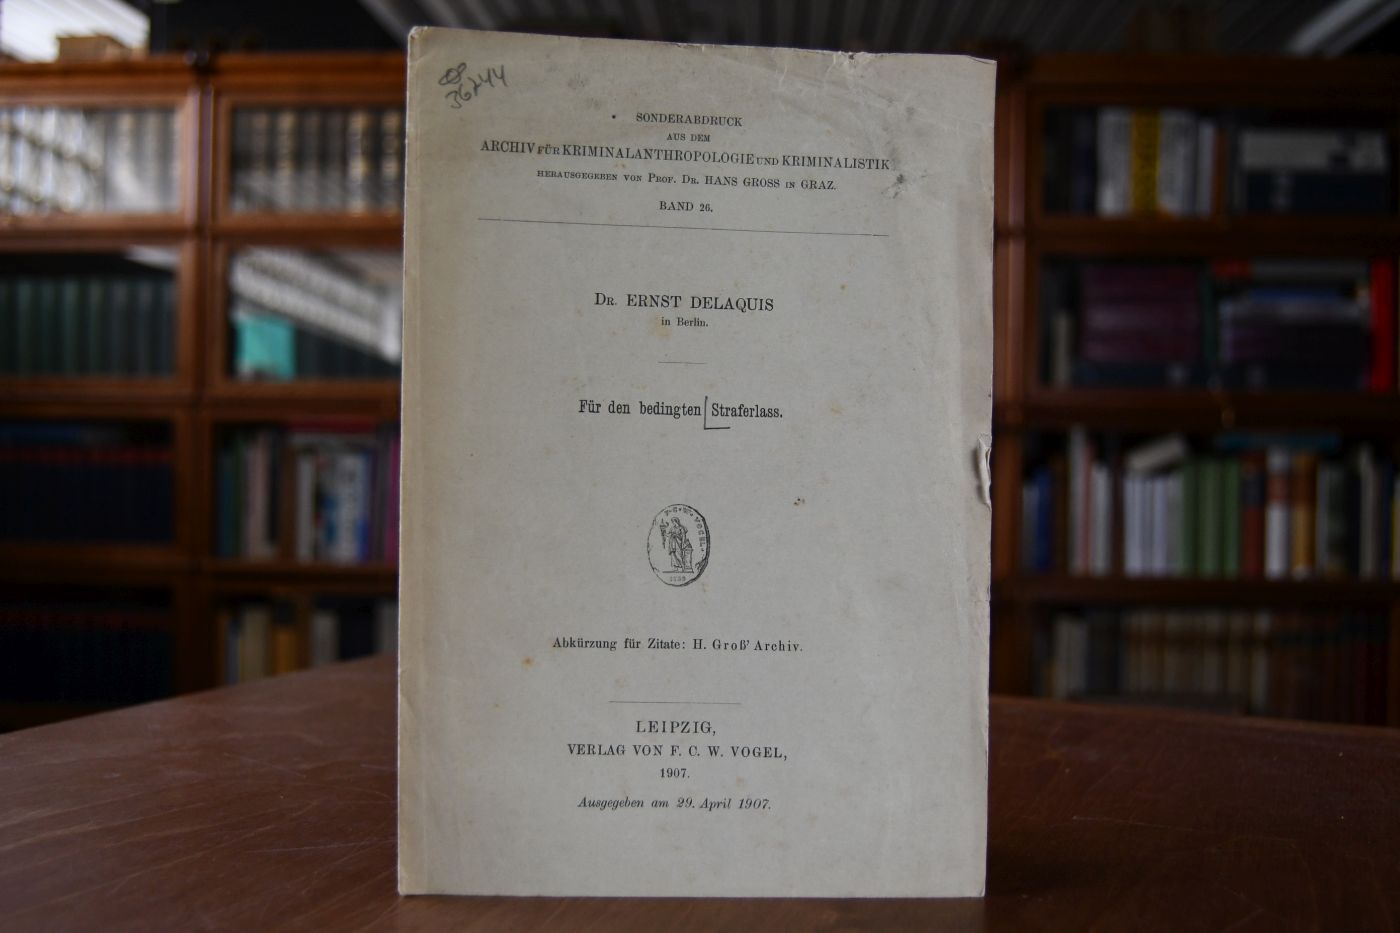 36244
SONDERABDRUCK
AUS DEM
ARCHIV FÜR KRIMINALANTHROPOLOGIE UND KRIMINALISTIK
HERAUSGEGEBEN VON PROF. DR. HANS GROSS IN GRAZ.
BAND 26.
DR. ERNST DELAQUIS
in Berlin.
Für den bedingten Straferlass.
F. C. W. VOGEL
Abkürzung für Zitate: H. Groß' Archiv.
LEIPZIG,
VERLAG VON F. C. W. VOGEL,
1907.
Ausgegeben am 29. April 1907.